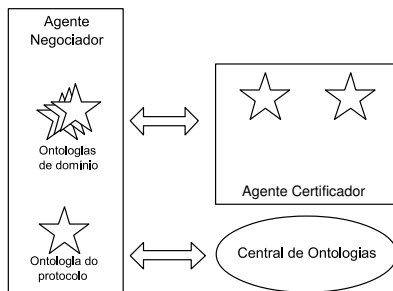 Agente
Negociador
Ontologias
de domínio
Ontologia do
protocolo
Agente Certificador
Central de Ontologias